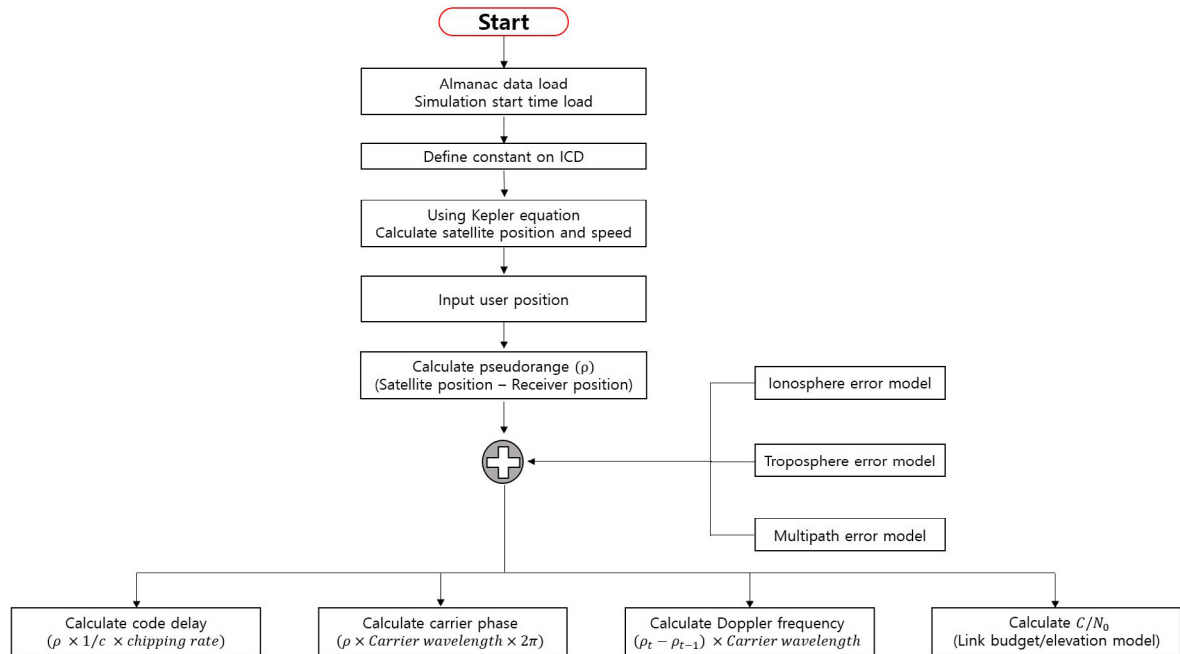 Start
Almanac data load
Simulation start time load
Define constant on ICD
Using Kepler equation
Calculate satellite position and speed
Input user position
Calculate pseudorange (ρ)
(Satellite position – Receiver position)
Ionosphere error model
Troposphere error model
Multipath error model
Calculate code delay
(ρ × 1/c × chipping rate)
Calculate carrier phase
(ρ × Carrier wavelength × 2π)
Calculate Doppler frequency
(ρₜ − ρₜ₋₁) × Carrier wavelength
Calculate C/N₀
(Link budget/elevation model)